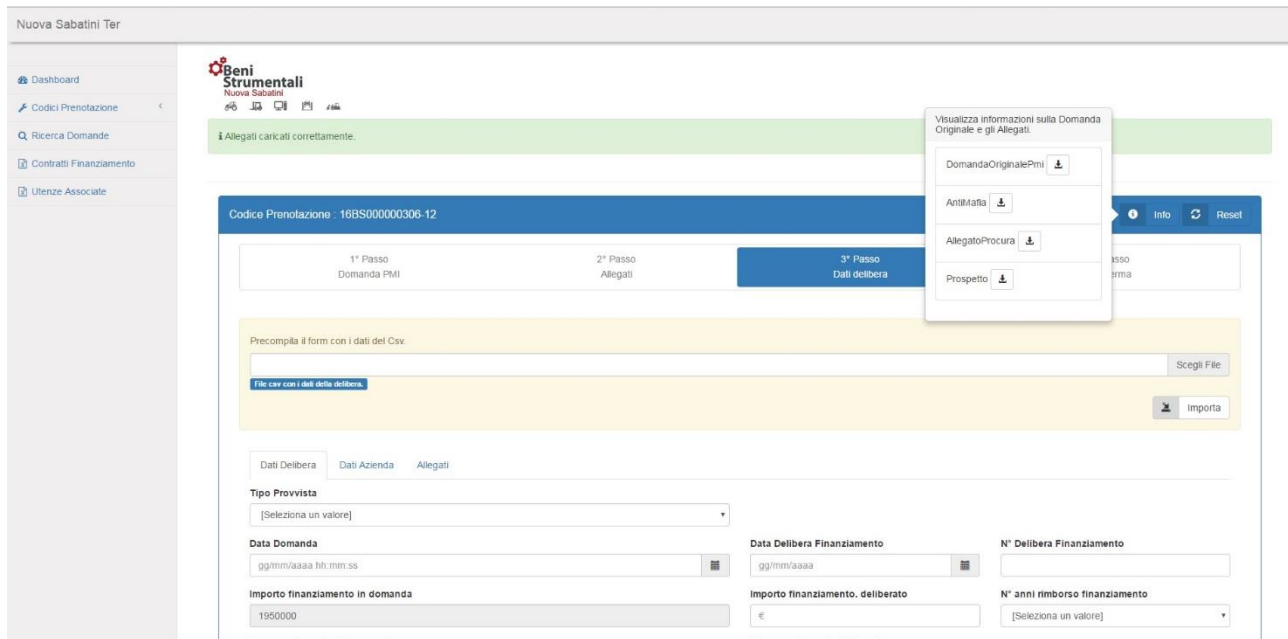 Nuova Sabatini Ter
Dashboard
Codici Prenotazione
Ricerca Domande
Contratti Finanziamento
Utenze Associate
Beni
Strumentali
Nuova Sabatini
Allegati caricati correttamente.
Visualizza informazioni sulla Domanda
Originale e gli Allegati.
DomandaOriginalePmi
AntiMafia
AllegatoProcura
Prospetto
Codice Prenotazione : 16BS000000306-12
Info
Reset
1° Passo
Domanda PMI
2° Passo
Allegati
3° Passo
Dati delibera
Precompila il form con i dati del Csv.
Scegli File
File csv con i dati della delibera.
Importa
Dati Delibera
Dati Azienda
Allegati
Tipo Provvista
[Seleziona un valore]
Data Domanda
Data Delibera Finanziamento
N° Delibera Finanziamento
gg/mm/aaaa hh:mm:ss
gg/mm/aaaa
Importo finanziamento in domanda
Importo finanziamento. deliberato
N° anni rimborso finanziamento
1950000
€
[Seleziona un valore]